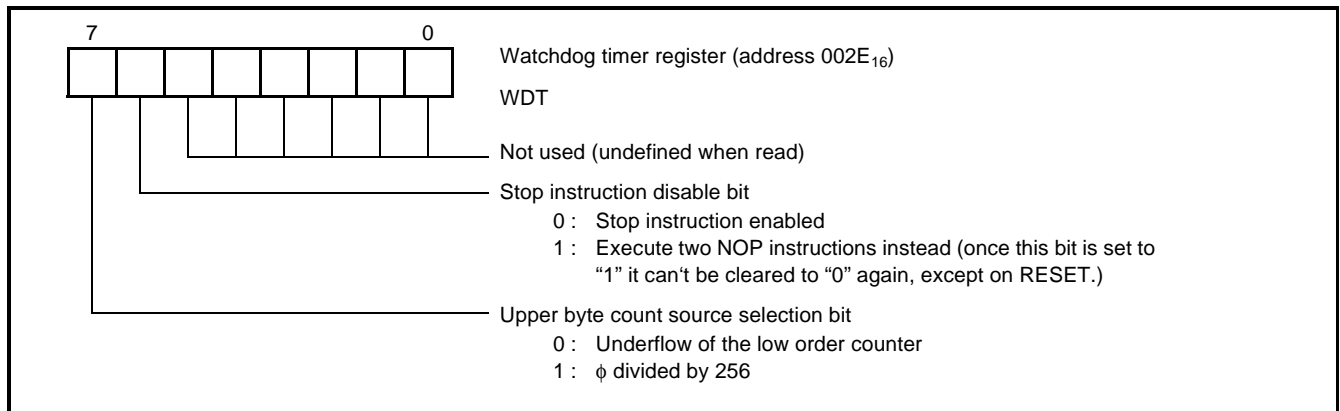 7 0
Watchdog timer register (address 002E₁₆)
WDT
Not used (undefined when read)
Stop instruction disable bit
0 : Stop instruction enabled
1 : Execute two NOP instructions instead (once this bit is set to
“1” it can‘t be cleared to “0” again, except on RESET.)
Upper byte count source selection bit
0 : Underflow of the low order counter
1 : ϕ divided by 256